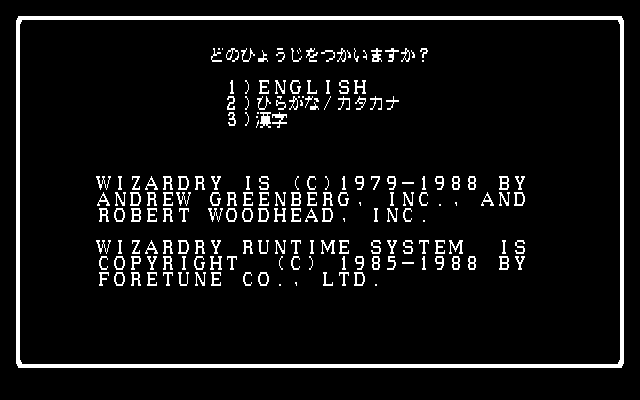 どのひょうじをつかいますか？
1)ENGLISH
2)ひらがな/カタカナ
3)漢字
WIZARDRY IS (C)1979-1988 BY
ANDREW GREENBERG, INC., AND
ROBERT WOODHEAD, INC.
WIZARDRY RUNTIME SYSTEM IS
COPYRIGHT (C) 1985-1988 BY
FORETUNE CO., LTD.